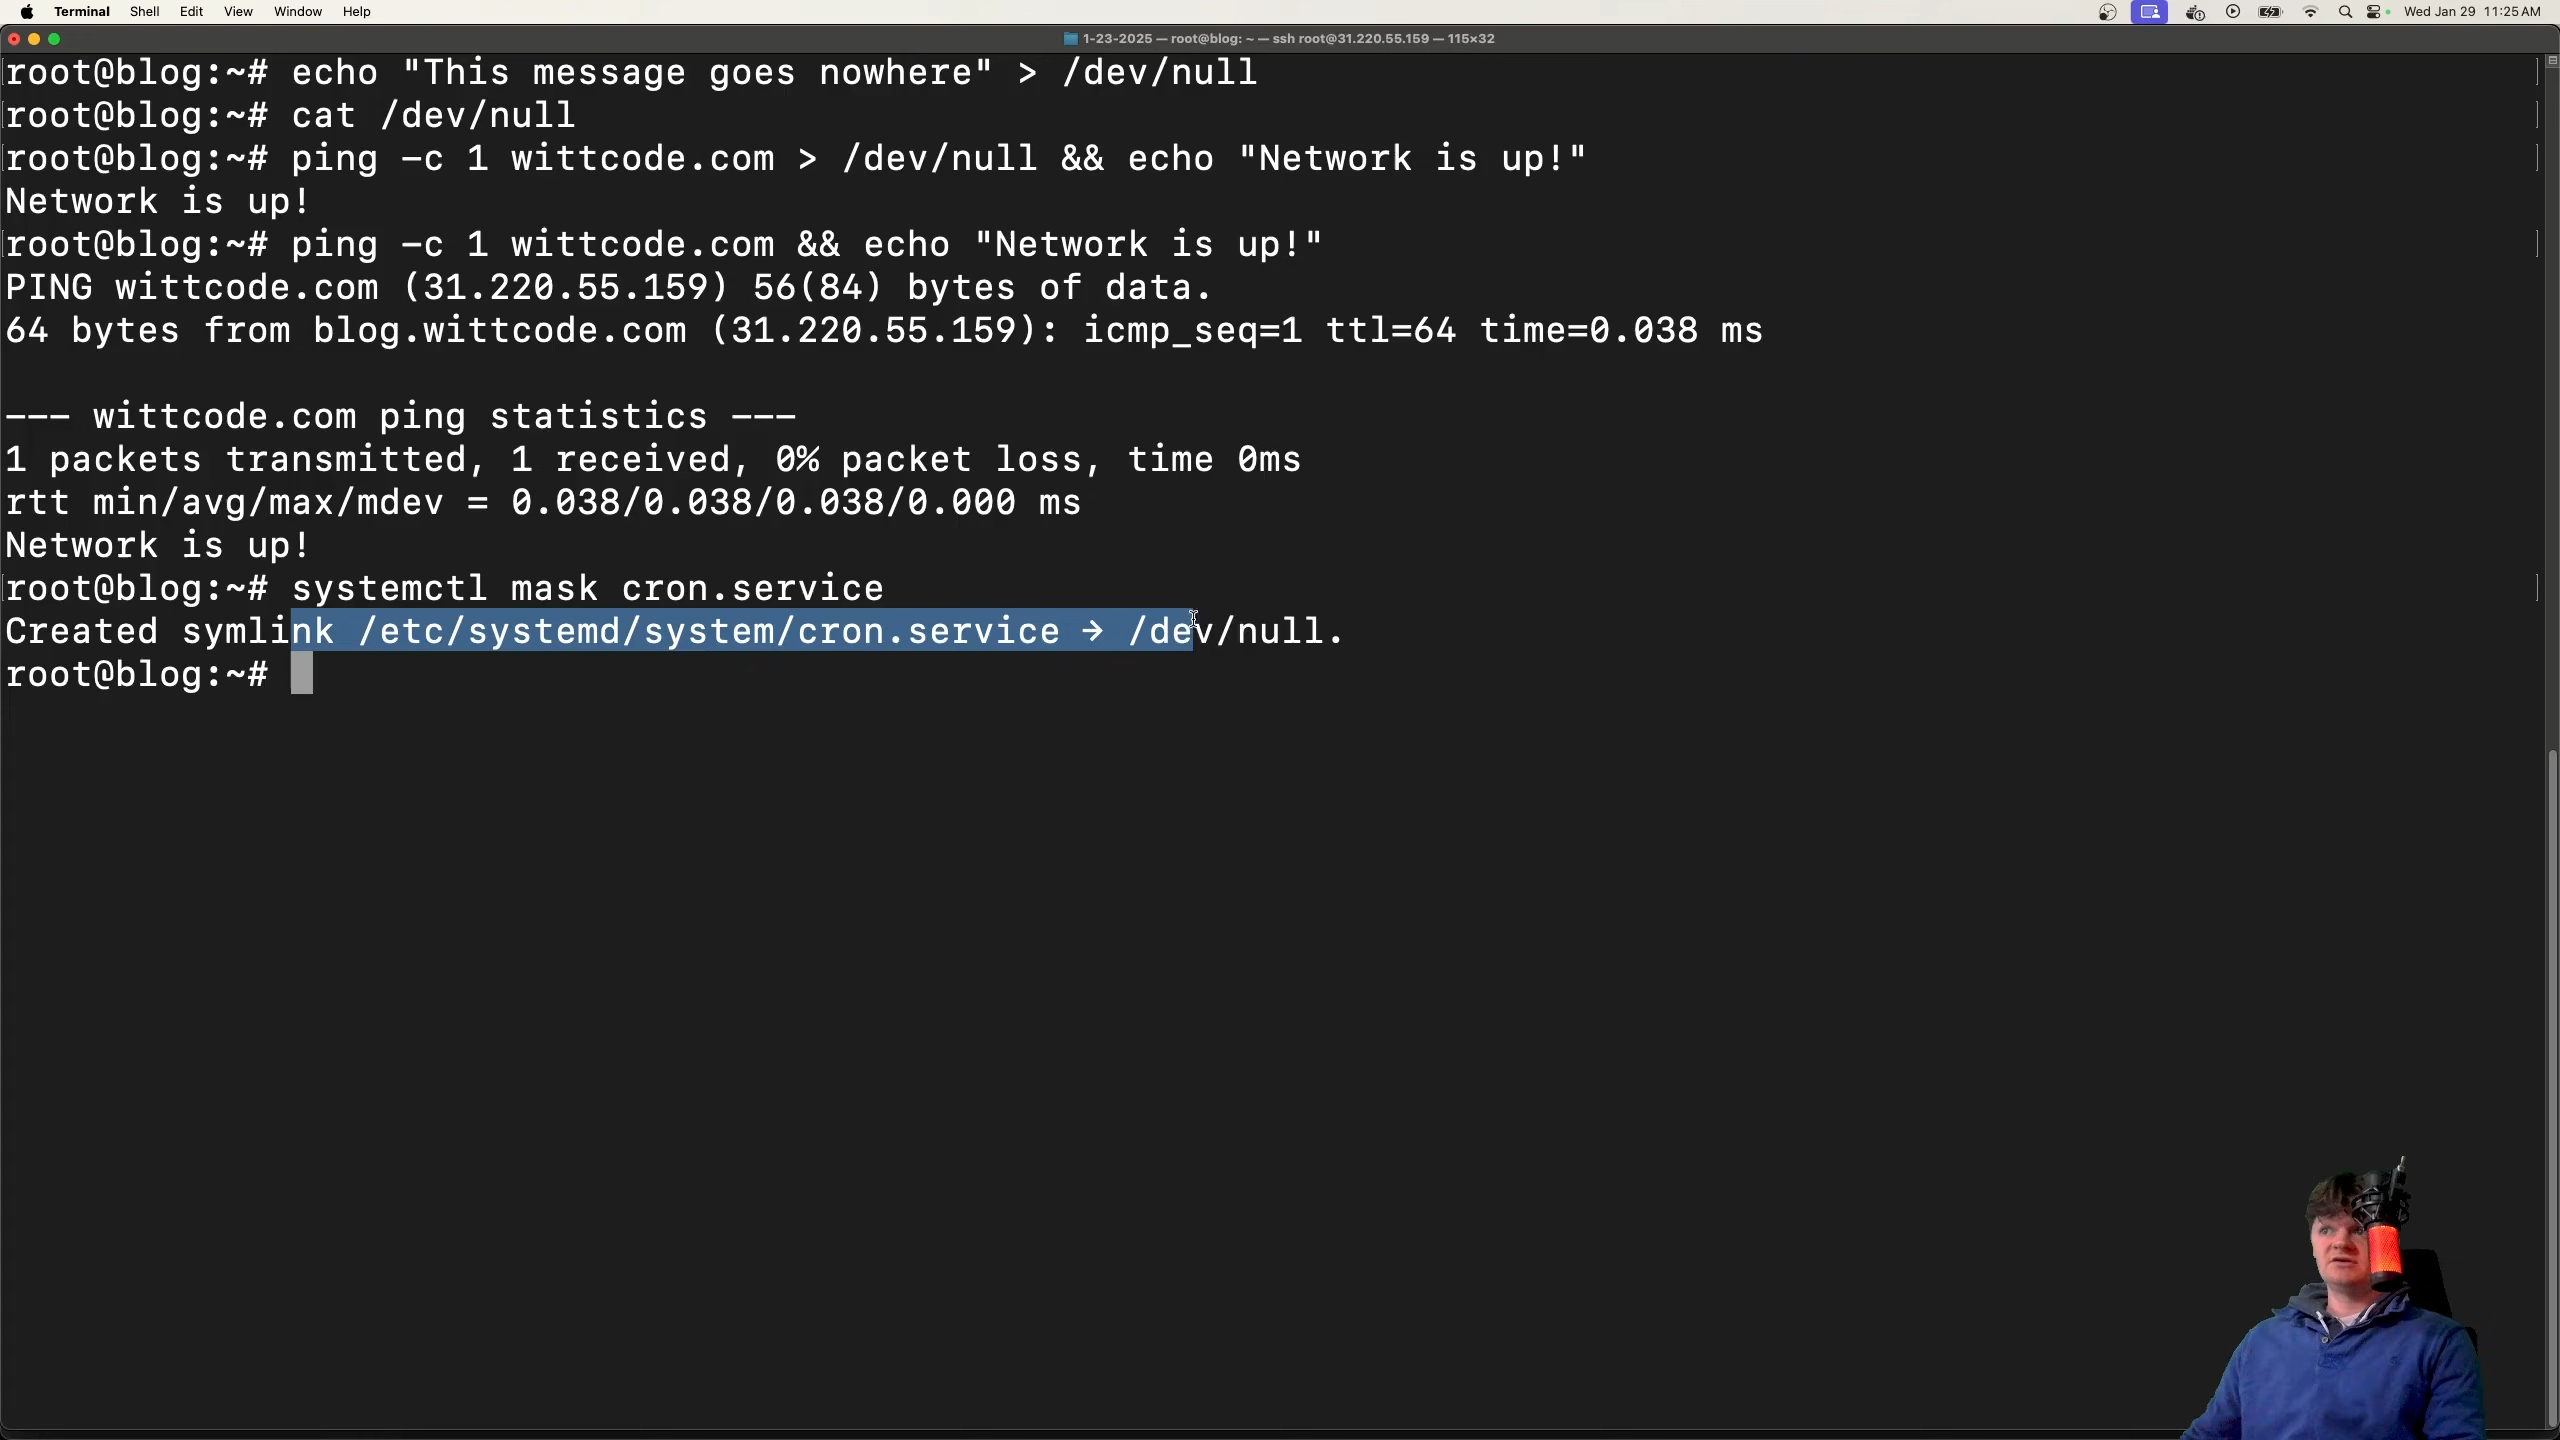 Terminal Shell Edit View Window Help Wed Jan 29 11:25 AM
1-23-2025 — root@blog: ~ — ssh root@31.220.55.159 — 115×32
root@blog:~# echo "This message goes nowhere" > /dev/null
root@blog:~# cat /dev/null
root@blog:~# ping -c 1 wittcode.com > /dev/null && echo "Network is up!"
Network is up!
root@blog:~# ping -c 1 wittcode.com && echo "Network is up!"
PING wittcode.com (31.220.55.159) 56(84) bytes of data.
64 bytes from blog.wittcode.com (31.220.55.159): icmp_seq=1 ttl=64 time=0.038 ms
--- wittcode.com ping statistics ---
1 packets transmitted, 1 received, 0% packet loss, time 0ms
rtt min/avg/max/mdev = 0.038/0.038/0.038/0.000 ms
Network is up!
root@blog:~# systemctl mask cron.service
Created symlink /etc/systemd/system/cron.service → /dev/null.
root@blog:~#